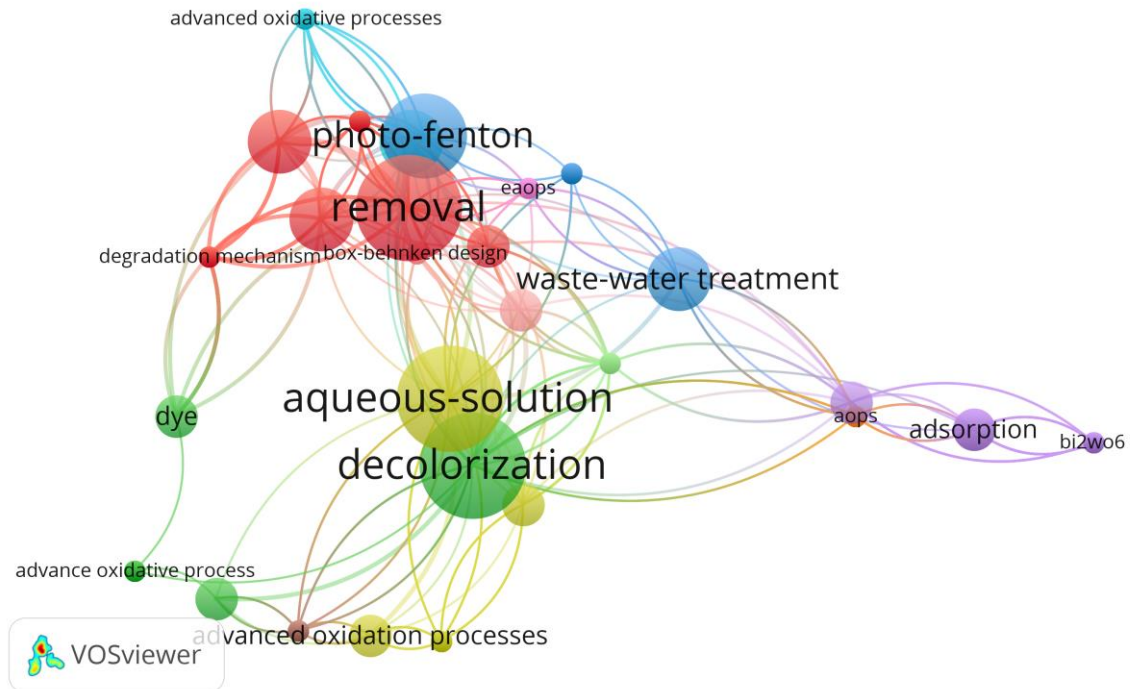 advanced oxidative processes
photo-fenton
eaops
removal
degradation mechanism
box-behnken design
waste-water treatment
aqueous-solution
dye
aops
adsorption
bi2wo6
decolorization
advance oxidative process
advanced oxidation processes
VOSviewer